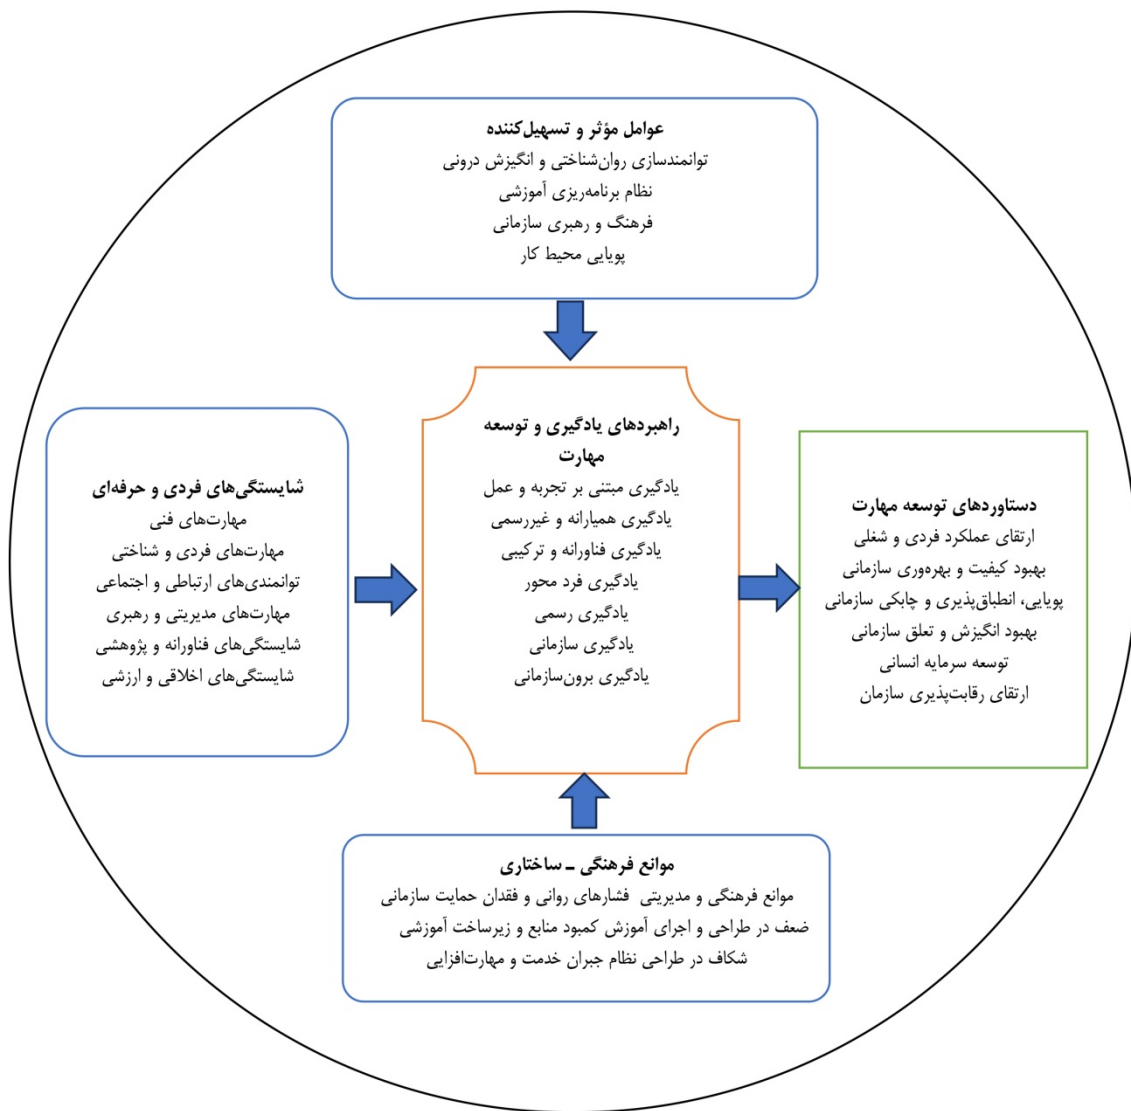 عوامل مؤثر و تسهیل‌کننده
توانمندسازی روان‌شناختی و انگیزش درونی
نظام برنامه‌ریزی آموزشی
فرهنگ و رهبری سازمانی
پویایی محیط کار
شایستگی‌های فردی و حرفه‌ای
مهارت‌های فنی
مهارت‌های فردی و شناختی
توانمندی‌های ارتباطی و اجتماعی
مهارت‌های مدیریتی و رهبری
شایستگی‌های فناورانه و پژوهشی
شایستگی‌های اخلاقی و ارزشی
راهبردهای یادگیری و توسعه
مهارت
یادگیری مبتنی بر تجربه و عمل
یادگیری همیارانه و غیررسمی
یادگیری فناورانه و ترکیبی
یادگیری فرد محور
یادگیری رسمی
یادگیری سازمانی
یادگیری برون‌سازمانی
دستاوردهای توسعه مهارت
ارتقای عملکرد فردی و شغلی
بهبود کیفیت و بهره‌وری سازمانی
پویایی، انطباق‌پذیری و چابکی سازمانی
بهبود انگیزش و تعلق سازمانی
توسعه سرمایه انسانی
ارتقای رقابت‌پذیری سازمان
موانع فرهنگی ـ ساختاری
موانع فرهنگی و مدیریتی فشارهای روانی و فقدان حمایت سازمانی
ضعف در طراحی و اجرای آموزش کمبود منابع و زیرساخت آموزشی
شکاف در طراحی نظام جبران خدمت و مهارت‌افزایی